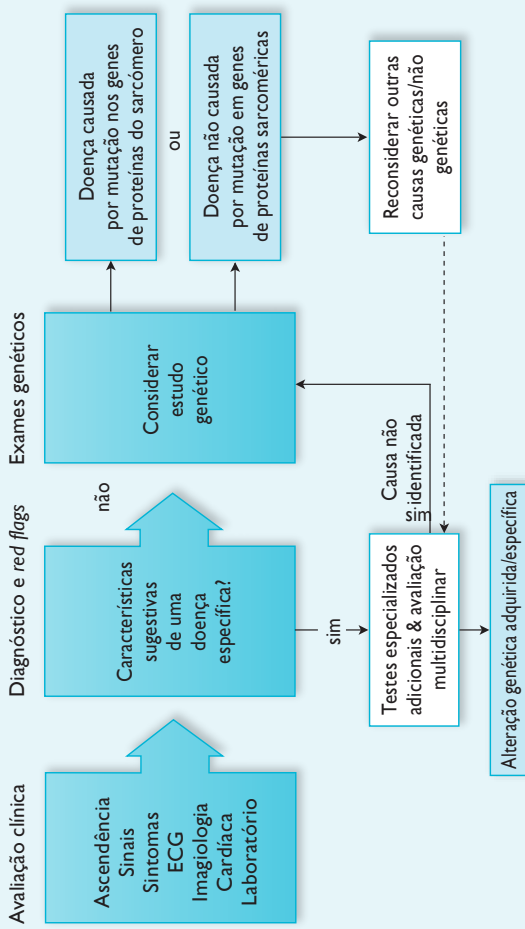 Avaliação clínica
Diagnóstico e red flags
Exames genéticos
Ascendência
Sinais
Sintomas
ECG
Imagiologia
Cardíaca
Laboratório
Características
sugestivas
de uma
doença
específica?
não
Considerar
estudo
genético
Doença causada
por mutação nos genes
de proteínas do sarcómero
ou
Doença não causada
por mutação em genes
de proteínas sarcoméricas
sim
Testes especializados
adicionais & avaliação
multidisciplinar
Causa não
identificada
sim
Reconsiderar outras
causas genéticas/não
genéticas
Alteração genética adquirida/específica